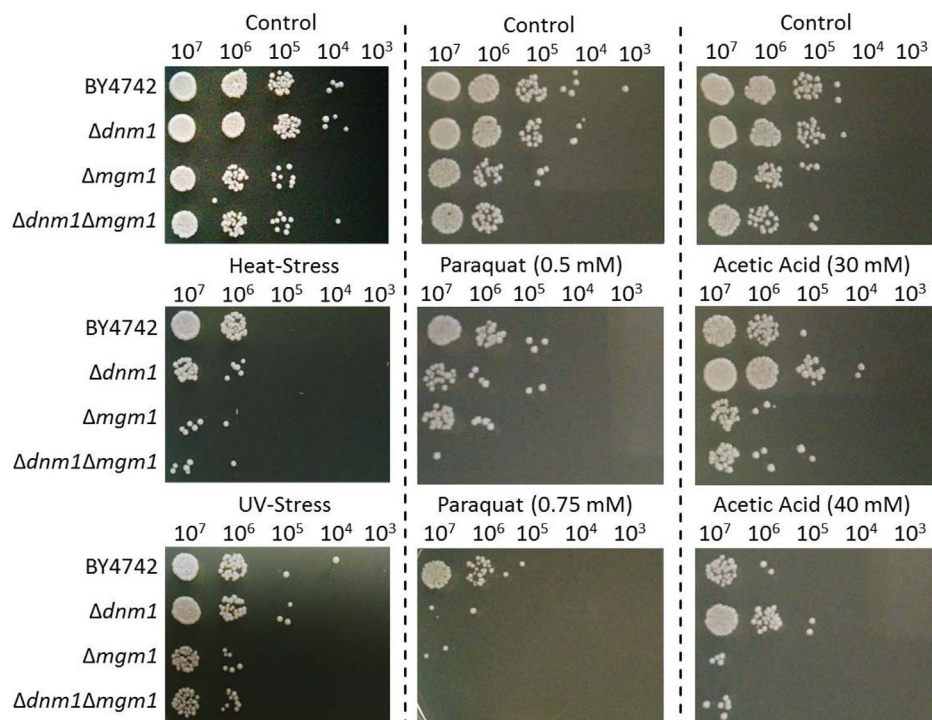 Control Control Control
10⁷ 10⁶ 10⁵ 10⁴ 10³ 10⁷ 10⁶ 10⁵ 10⁴ 10³ 10⁷ 10⁶ 10⁵ 10⁴ 10³
BY4742
Δdnm1
Δmgm1
Δdnm1Δmgm1
Heat-Stress Paraquat (0.5 mM) Acetic Acid (30 mM)
10⁷ 10⁶ 10⁵ 10⁴ 10³ 10⁷ 10⁶ 10⁵ 10⁴ 10³ 10⁷ 10⁶ 10⁵ 10⁴ 10³
BY4742
Δdnm1
Δmgm1
Δdnm1Δmgm1
UV-Stress Paraquat (0.75 mM) Acetic Acid (40 mM)
10⁷ 10⁶ 10⁵ 10⁴ 10³ 10⁷ 10⁶ 10⁵ 10⁴ 10³ 10⁷ 10⁶ 10⁵ 10⁴ 10³
BY4742
Δdnm1
Δmgm1
Δdnm1Δmgm1